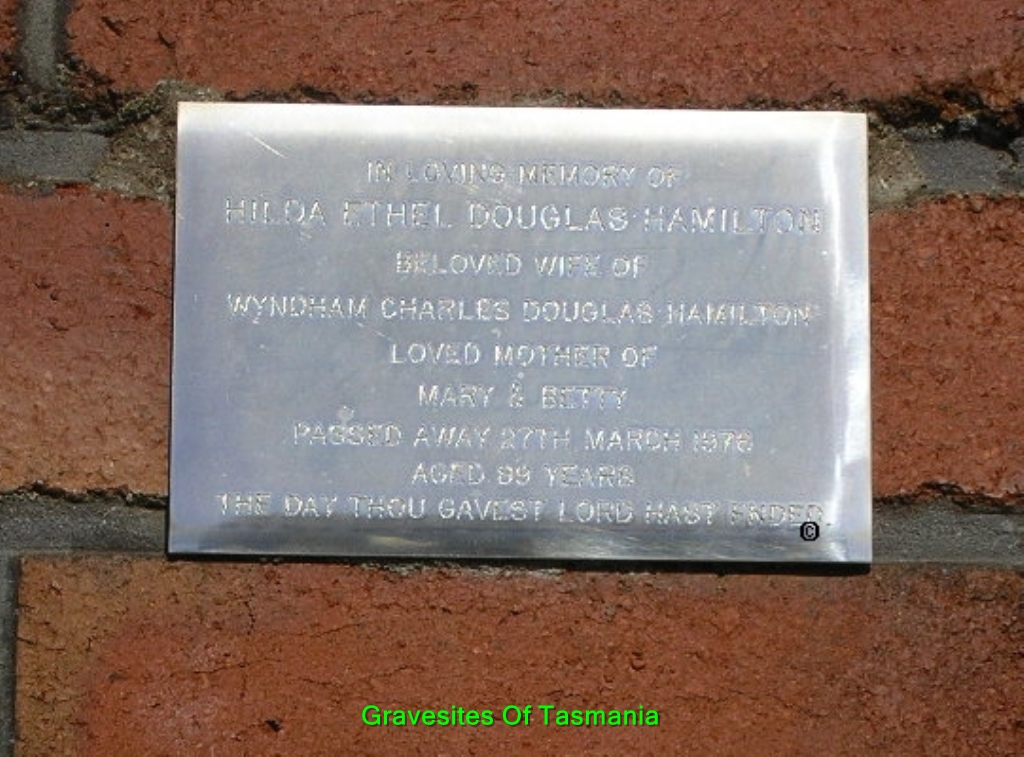 IN LOVING MEMORY OF
HILDA ETHEL DOUGLAS HAMILTON
BELOVED WIFE OF
WYNDHAM CHARLES DOUGLAS HAMILTON
LOVED MOTHER OF
MARY & BETTY
PASSED AWAY 27TH MARCH 1976
AGED 89 YEARS
THE DAY THOU GAVEST LORD HAST ENDED
©
Gravesites Of Tasmania